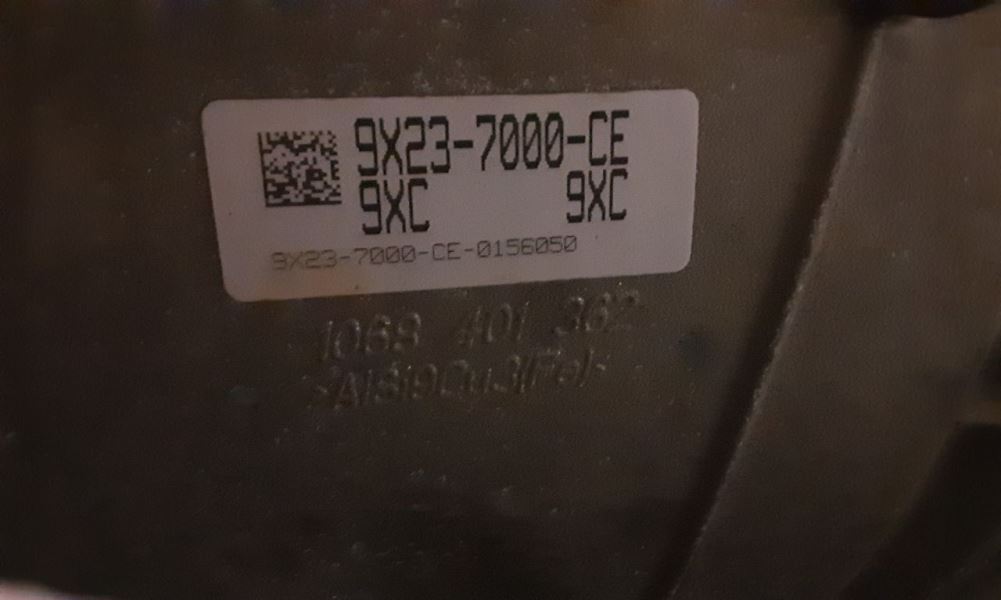 9X23-7000-CE
9XC 9XC
9X23-7000-CE-0156050
1068 401 362
>AlSi9Cu3(Fe)<